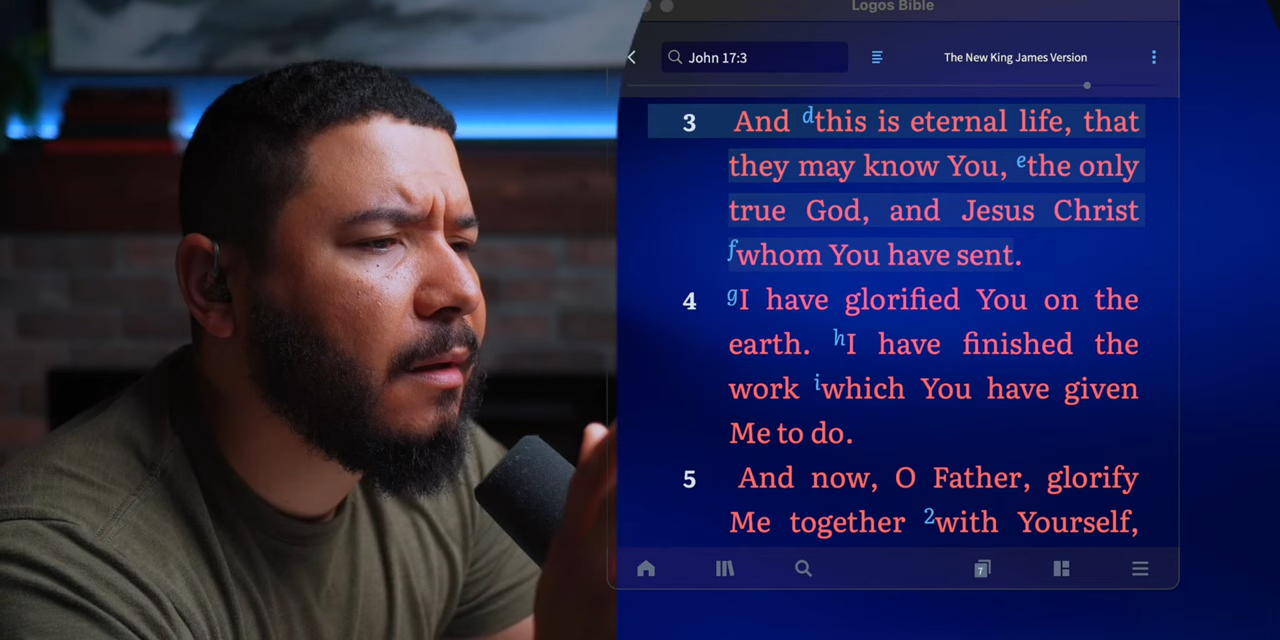 Logos Bible
John 17:3
The New King James Version
3 And dthis is eternal life, that
they may know You, ethe only
true God, and Jesus Christ
fwhom You have sent.
4 gI have glorified You on the
earth. hI have finished the
work iwhich You have given
Me to do.
5 And now, O Father, glorify
Me together 2with Yourself,
7